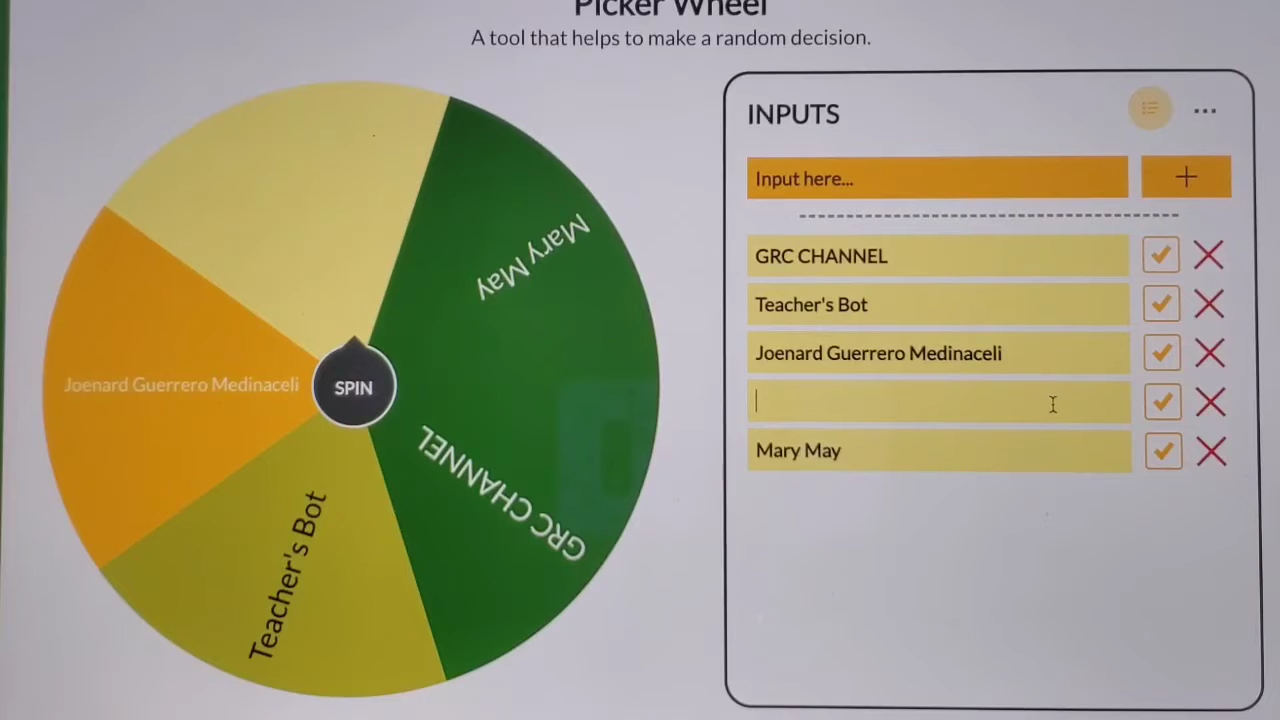 Picker Wheel
A tool that helps to make a random decision.
INPUTS
Input here...
GRC CHANNEL
Teacher's Bot
Joenard Guerrero Medinaceli
Mary May
Mary May
Joenard Guerrero Medinaceli
SPIN
GRC CHANNEL
Teacher's Bot